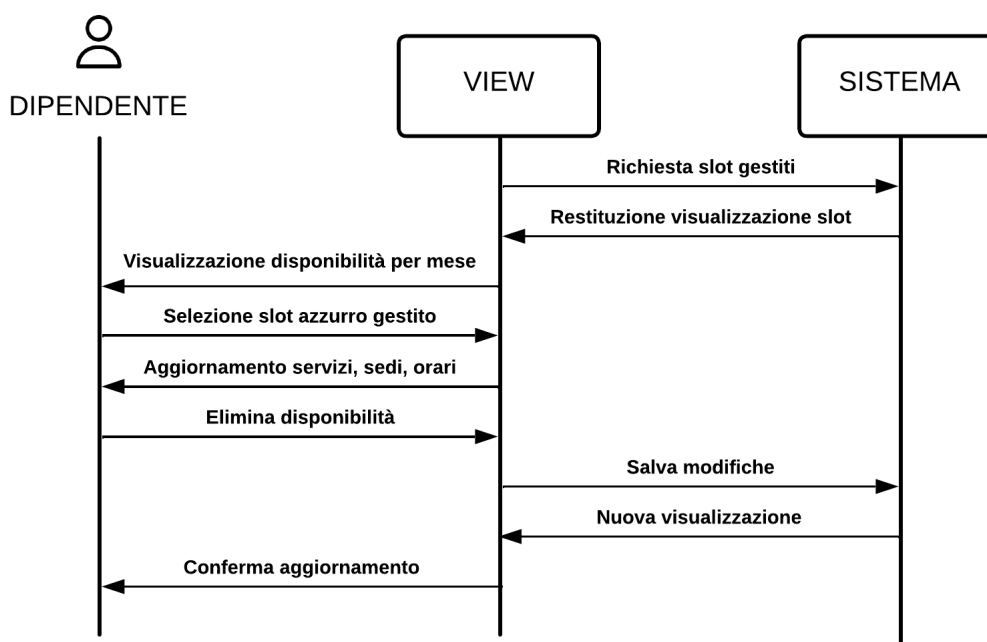 DIPENDENTE
VIEW
SISTEMA
Richiesta slot gestiti
Restituzione visualizzazione slot
Visualizzazione disponibilità per mese
Selezione slot azzurro gestito
Aggiornamento servizi, sedi, orari
Elimina disponibilità
Salva modifiche
Nuova visualizzazione
Conferma aggiornamento